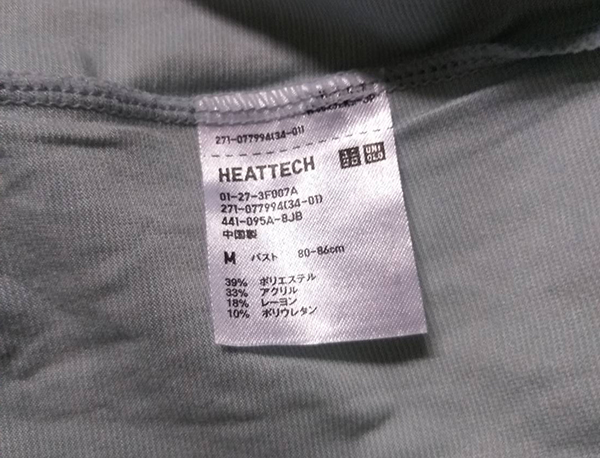 271-077994(34-01)
HEATTECH
UNI
QLO
01-27-3F007A
271-077994(34-01)
441-095A-8JB
中国製
M バスト 80-86cm
39% ポリエステル
33% アクリル
18% レーヨン
10% ポリウレタン